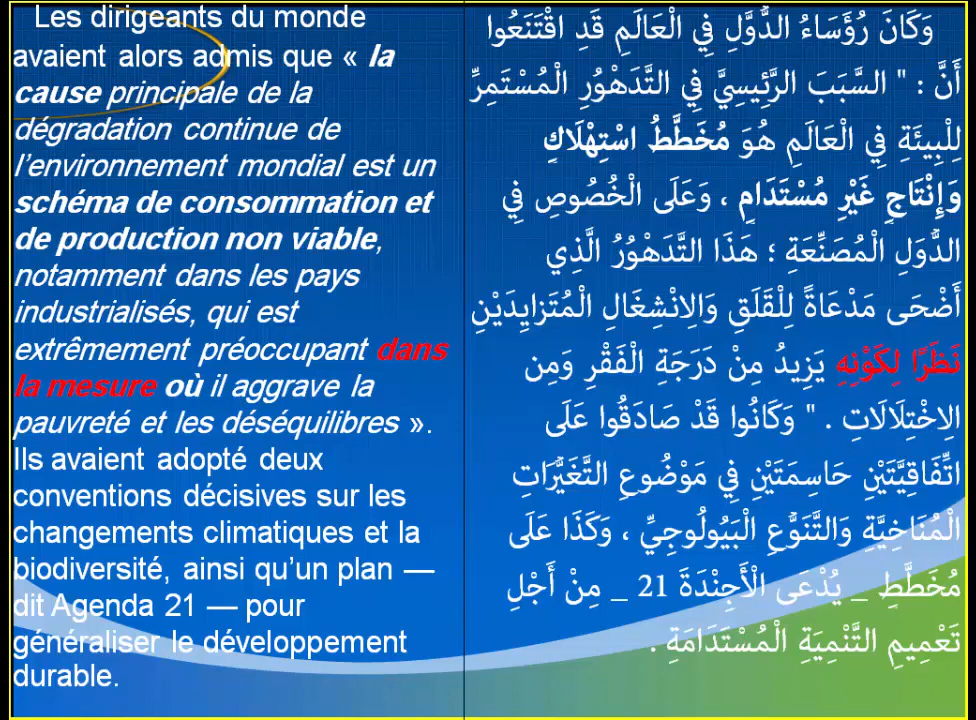 Les dirigeants du monde
avaient alors admis que « la
cause principale de la
dégradation continue de
l’environnement mondial est un
schéma de consommation et
de production non viable,
notamment dans les pays
industrialisés, qui est
extrêmement préoccupant dans
la mesure où il aggrave la
pauvreté et les déséquilibres ».
Ils avaient adopté deux
conventions décisives sur les
changements climatiques et la
biodiversité, ainsi qu’un plan —
dit Agenda 21 — pour
généraliser le développement
durable.
وَكَانَ رُؤَسَاءُ الدُّوَّلِ فِي الْعَالَمِ قَدِ اقْتَنَعُوا
أَنَّ : " السَّبَبَ الرَّئِيسِيَّ فِي التَّدَهْوُرِ الْمُسْتَمِرِّ
لِلْبِيئَةِ فِي الْعَالَمِ هُوَ مُخَطَّطُ اسْتِهْلَاكِ
وَإِنْتَاجِ غَيْرِ مُسْتَدَامٍ ، وَعَلَى الْخُصُوصِ فِي
الدُّوَلِ الْمُصَنِّعَةِ ؛ هَذَا التَّدَهْوُرُ الَّذِي
أَضْحَى مَدْعَاةً لِلْقَلَقِ وَالِانْشِغَالِ الْمُتَزايِدَيْنِ
نَظَرًا لِكَوْنِهِ يَزِيدُ مِنْ دَرَجَةِ الْفَقْرِ وَمِن
الِاخْتِلَالَاتِ . " وَكَانُوا قَدْ صَادَقُوا عَلَى
اتِّفَاقِيَّتَيْنِ حَاسِمَتَيْنِ فِي مَوْضُوعِ التَّغَيُّرَاتِ
الْمُنَاخِيَّةِ وَالتَّنَوُّعِ الْبَيُولُوجِيِّ ، وَكَذَا عَلَى
مُخَطَّطِ _ يُدْعَى الْأَجِنْدَةَ 21 _ مِنْ أَجْلِ
تَعْمِيمِ التَّنْمِيَةِ الْمُسْتَدَامَةِ .